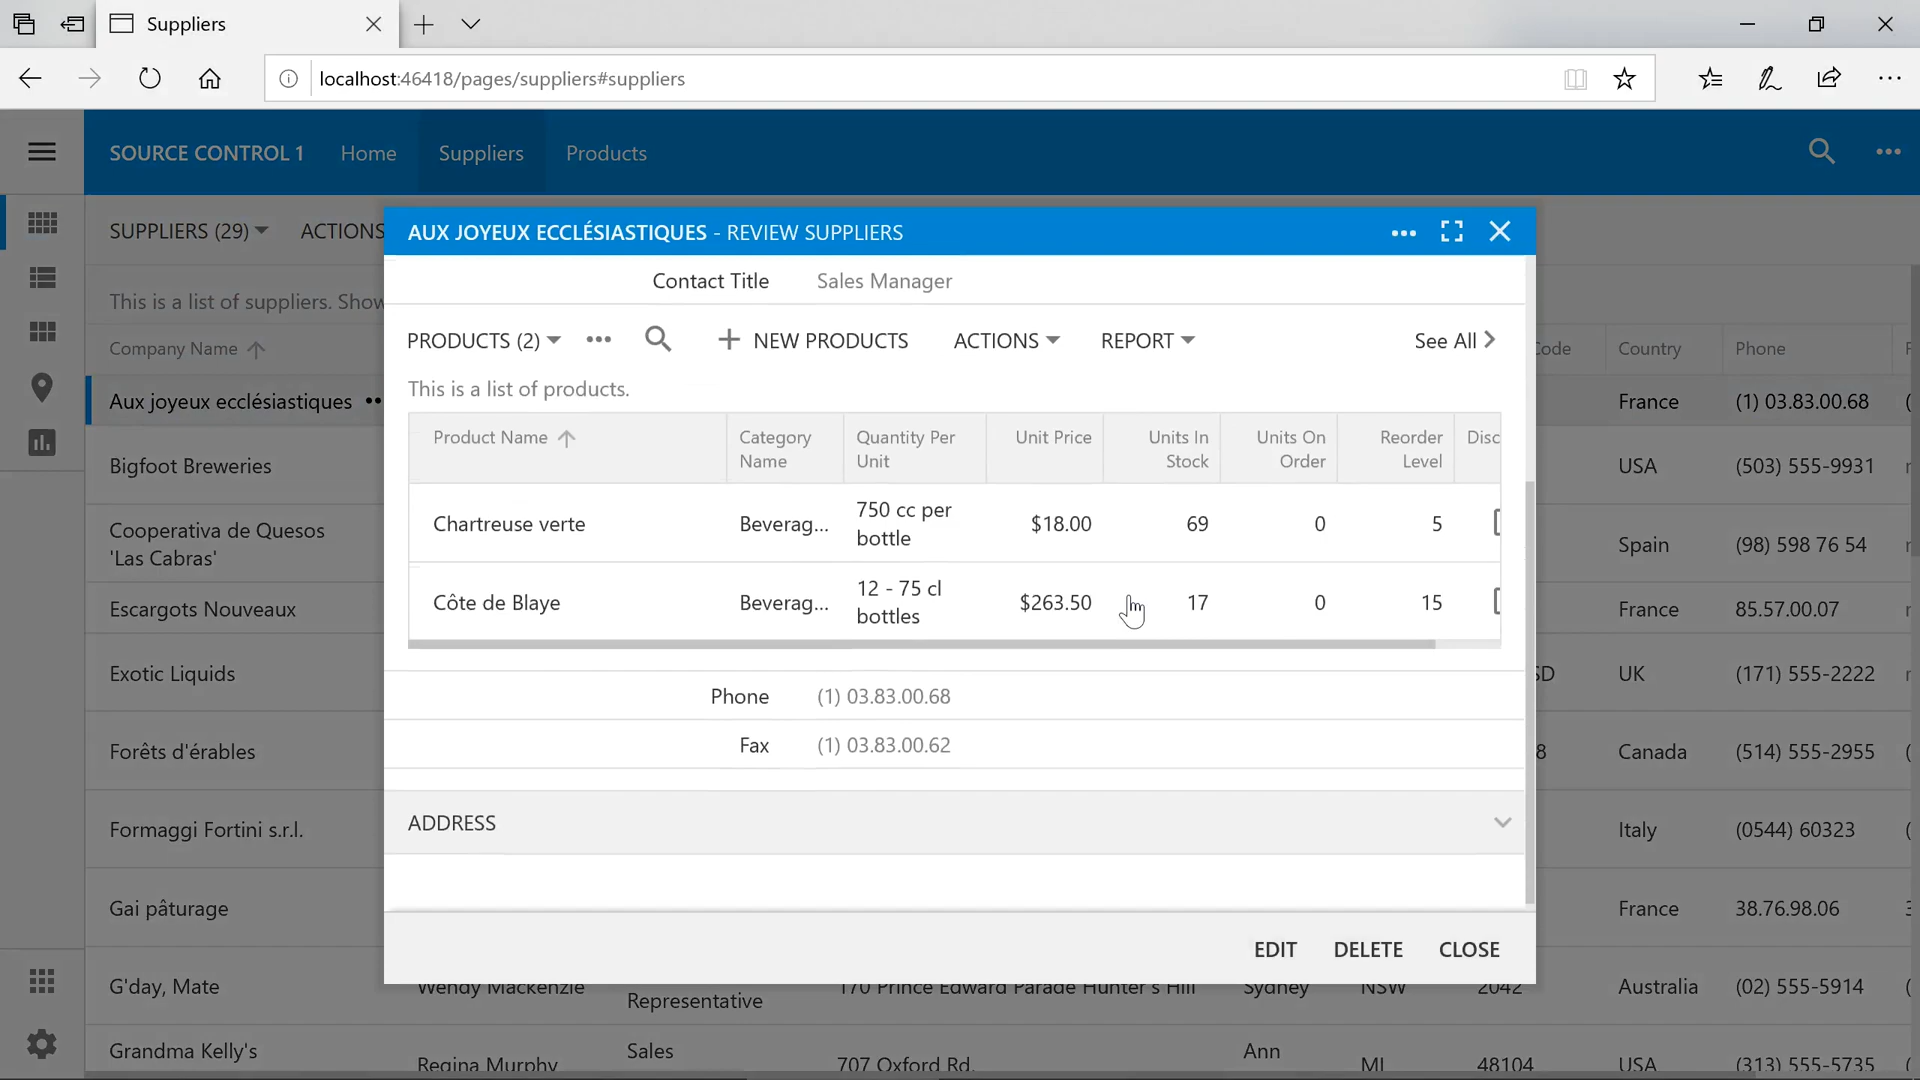 Suppliers
localhost:46418/pages/suppliers#suppliers
SOURCE CONTROL 1 Home Suppliers Products
SUPPLIERS (29) ACTIONS
This is a list of suppliers. Show
Company Name Country Phone
Aux joyeux ecclésiastiques France (1) 03.83.00.68
Bigfoot Breweries USA (503) 555-9931
Cooperativa de Quesos
'Las Cabras' Spain (98) 598 76 54
Escargots Nouveaux France 85.57.00.07
Exotic Liquids UK (171) 555-2222
Forêts d'érables Canada (514) 555-2955
Formaggi Fortini s.r.l. Italy (0544) 60323
Gai pâturage France 38.76.98.06
G'day, Mate Wendy Mackenzie Representative 170 Prince Edward Parade Hunter's Hill Sydney NSW 2042 Australia (02) 555-5914
Grandma Kelly's Regina Murphy Sales 707 Oxford Rd. Ann MI 48104 USA (313) 555-5735
AUX JOYEUX ECCLÉSIASTIQUES - REVIEW SUPPLIERS
Contact Title Sales Manager
PRODUCTS (2) NEW PRODUCTS ACTIONS REPORT See All
This is a list of products.
Product Name Category Name Quantity Per Unit Unit Price Units In Stock Units On Order Reorder Level Disc
Chartreuse verte Beverag... 750 cc per bottle $18.00 69 0 5
Côte de Blaye Beverag... 12 - 75 cl bottles $263.50 17 0 15
Phone (1) 03.83.00.68
Fax (1) 03.83.00.62
ADDRESS
EDIT DELETE CLOSE